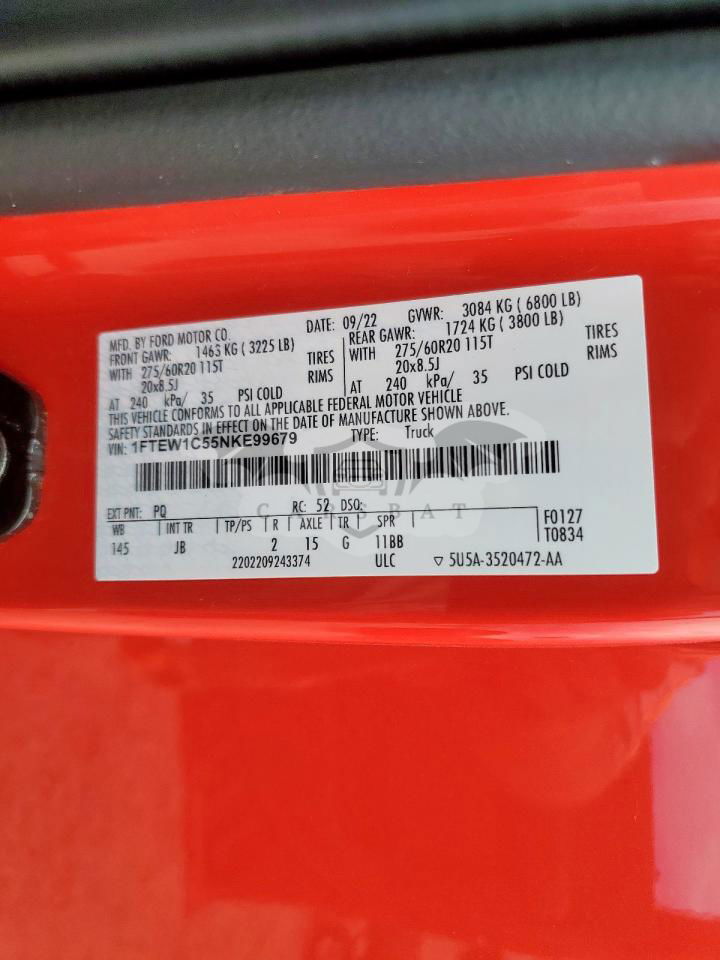 MFD. BY FORD MOTOR CO. DATE: 09/22 GVWR: 3084 KG ( 6800 LB)
FRONT GAWR: 1463 KG ( 3225 LB) REAR GAWR: 1724 KG ( 3800 LB)
WITH 275/60R20 115T TIRES WITH 275/60R20 115T TIRES
20x8.5J RIMS 20x8.5J RIMS
AT 240 kPa/ 35 PSI COLD AT 240 kPa/ 35 PSI COLD
THIS VEHICLE CONFORMS TO ALL APPLICABLE FEDERAL MOTOR VEHICLE
SAFETY STANDARDS IN EFFECT ON THE DATE OF MANUFACTURE SHOWN ABOVE.
VIN: 1FTEW1C55NKE99679 TYPE: Truck
CARCBAT
EXT PNT: PQ RC: 52 DSO:
WB INT TR TP/PS R AXLE TR SPR F0127
145 JB 2 15 G 11BB T0834
2202209243374 ULC ▽ 5U5A-3520472-AA